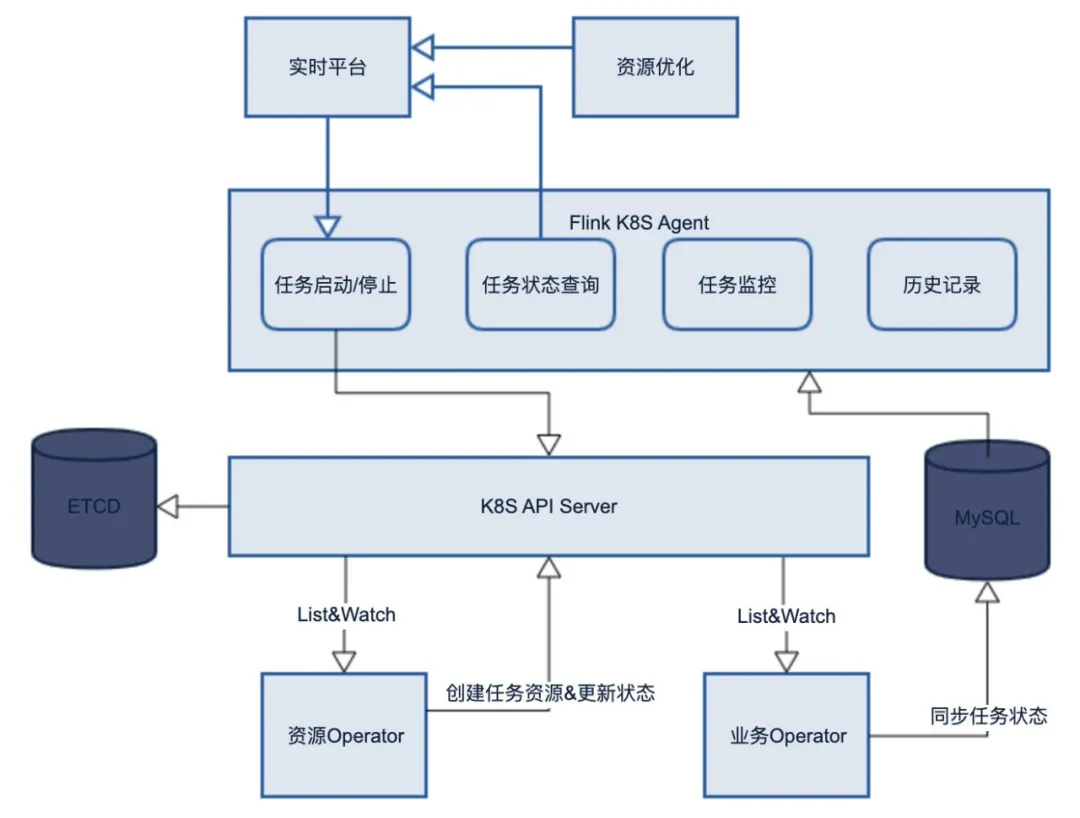 实时平台
资源优化
Flink K8S Agent
任务启动/停止
任务状态查询
任务监控
历史记录
ETCD
K8S API Server
MySQL
List&Watch
List&Watch
创建任务资源&更新状态
同步任务状态
资源Operator
业务Operator